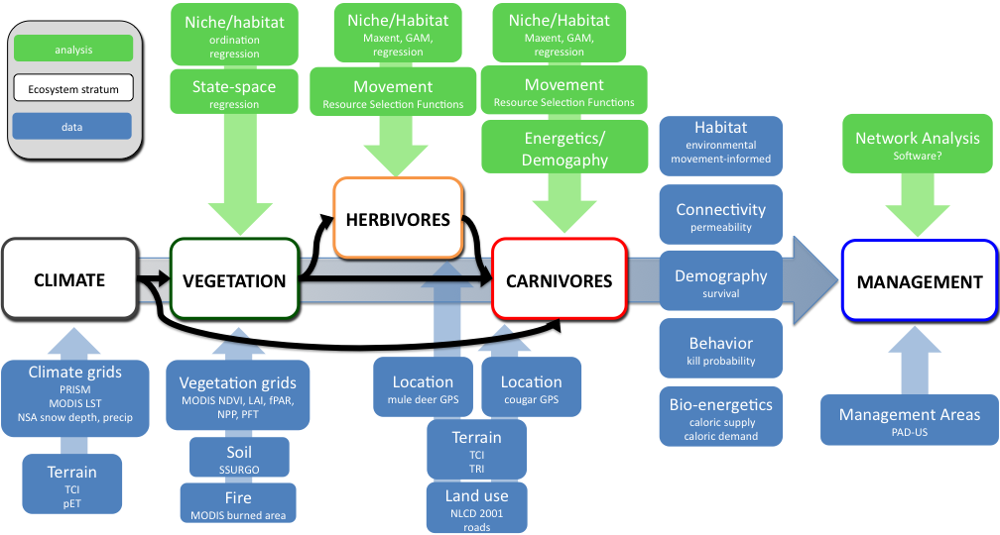 analysis
Ecosystem stratum
data
Niche/habitat
ordination
regression
State-space
regression
Niche/Habitat
Maxent, GAM,
regression
Movement
Resource Selection Functions
Niche/Habitat
Maxent, GAM,
regression
Movement
Resource Selection Functions
Energetics/
Demogaphy
Habitat
environmental
movement-informed
Connectivity
permeability
Demography
survival
Behavior
kill probability
Bio-energetics
caloric supply
caloric demand
Network Analysis
Software?
CLIMATE
VEGETATION
HERBIVORES
CARNIVORES
MANAGEMENT
Climate grids
PRISM
MODIS LST
NSA snow depth, precip
Terrain
TCI
pET
Vegetation grids
MODIS NDVI, LAI, fPAR,
NPP, PFT
Soil
SSURGO
Fire
MODIS burned area
Location
mule deer GPS
Location
cougar GPS
Terrain
TCI
TRI
Land use
NLCD 2001
roads
Management Areas
PAD-US